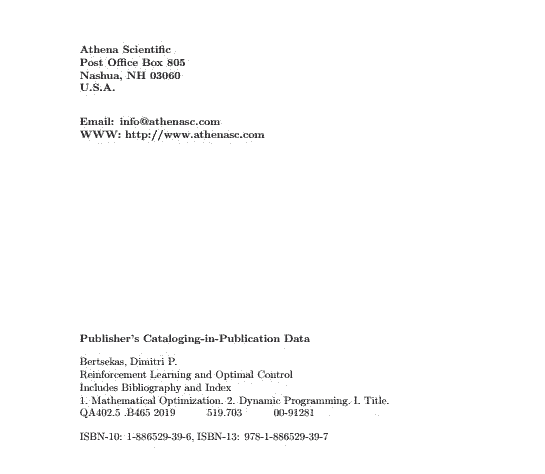 Athena Scientific
Post Office Box 805
Nashua, NH 03060
U.S.A.
Email: info@athenasc.com
WWW: http://www.athenasc.com
Publisher's Cataloging-in-Publication Data
Bertsekas, Dimitri P.
Reinforcement Learning and Optimal Control
Includes Bibliography and Index
1. Mathematical Optimization. 2. Dynamic Programming. I. Title.
QA402.5 .B465 2019 519.703 00-91281
ISBN-10: 1-886529-39-6, ISBN-13: 978-1-886529-39-7